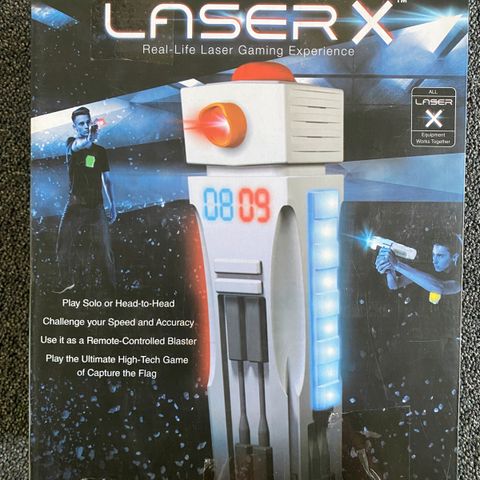 LASER X™
Real-Life Laser Gaming Experience
ALL
LASER
X
Equipment
Works Together
08 09
Play Solo or Head-to-Head
Challenge your Speed and Accuracy
Use it as a Remote-Controlled Blaster
Play the Ultimate High-Tech Game
of Capture the Flag